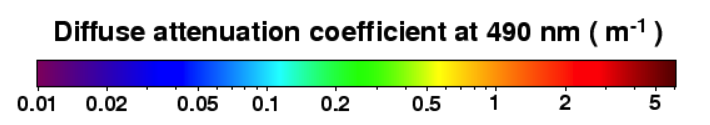 Diffuse attenuation coefficient at 490 nm ( m-1 )
0.01 0.02 0.05 0.1 0.2 0.5 1 2 5